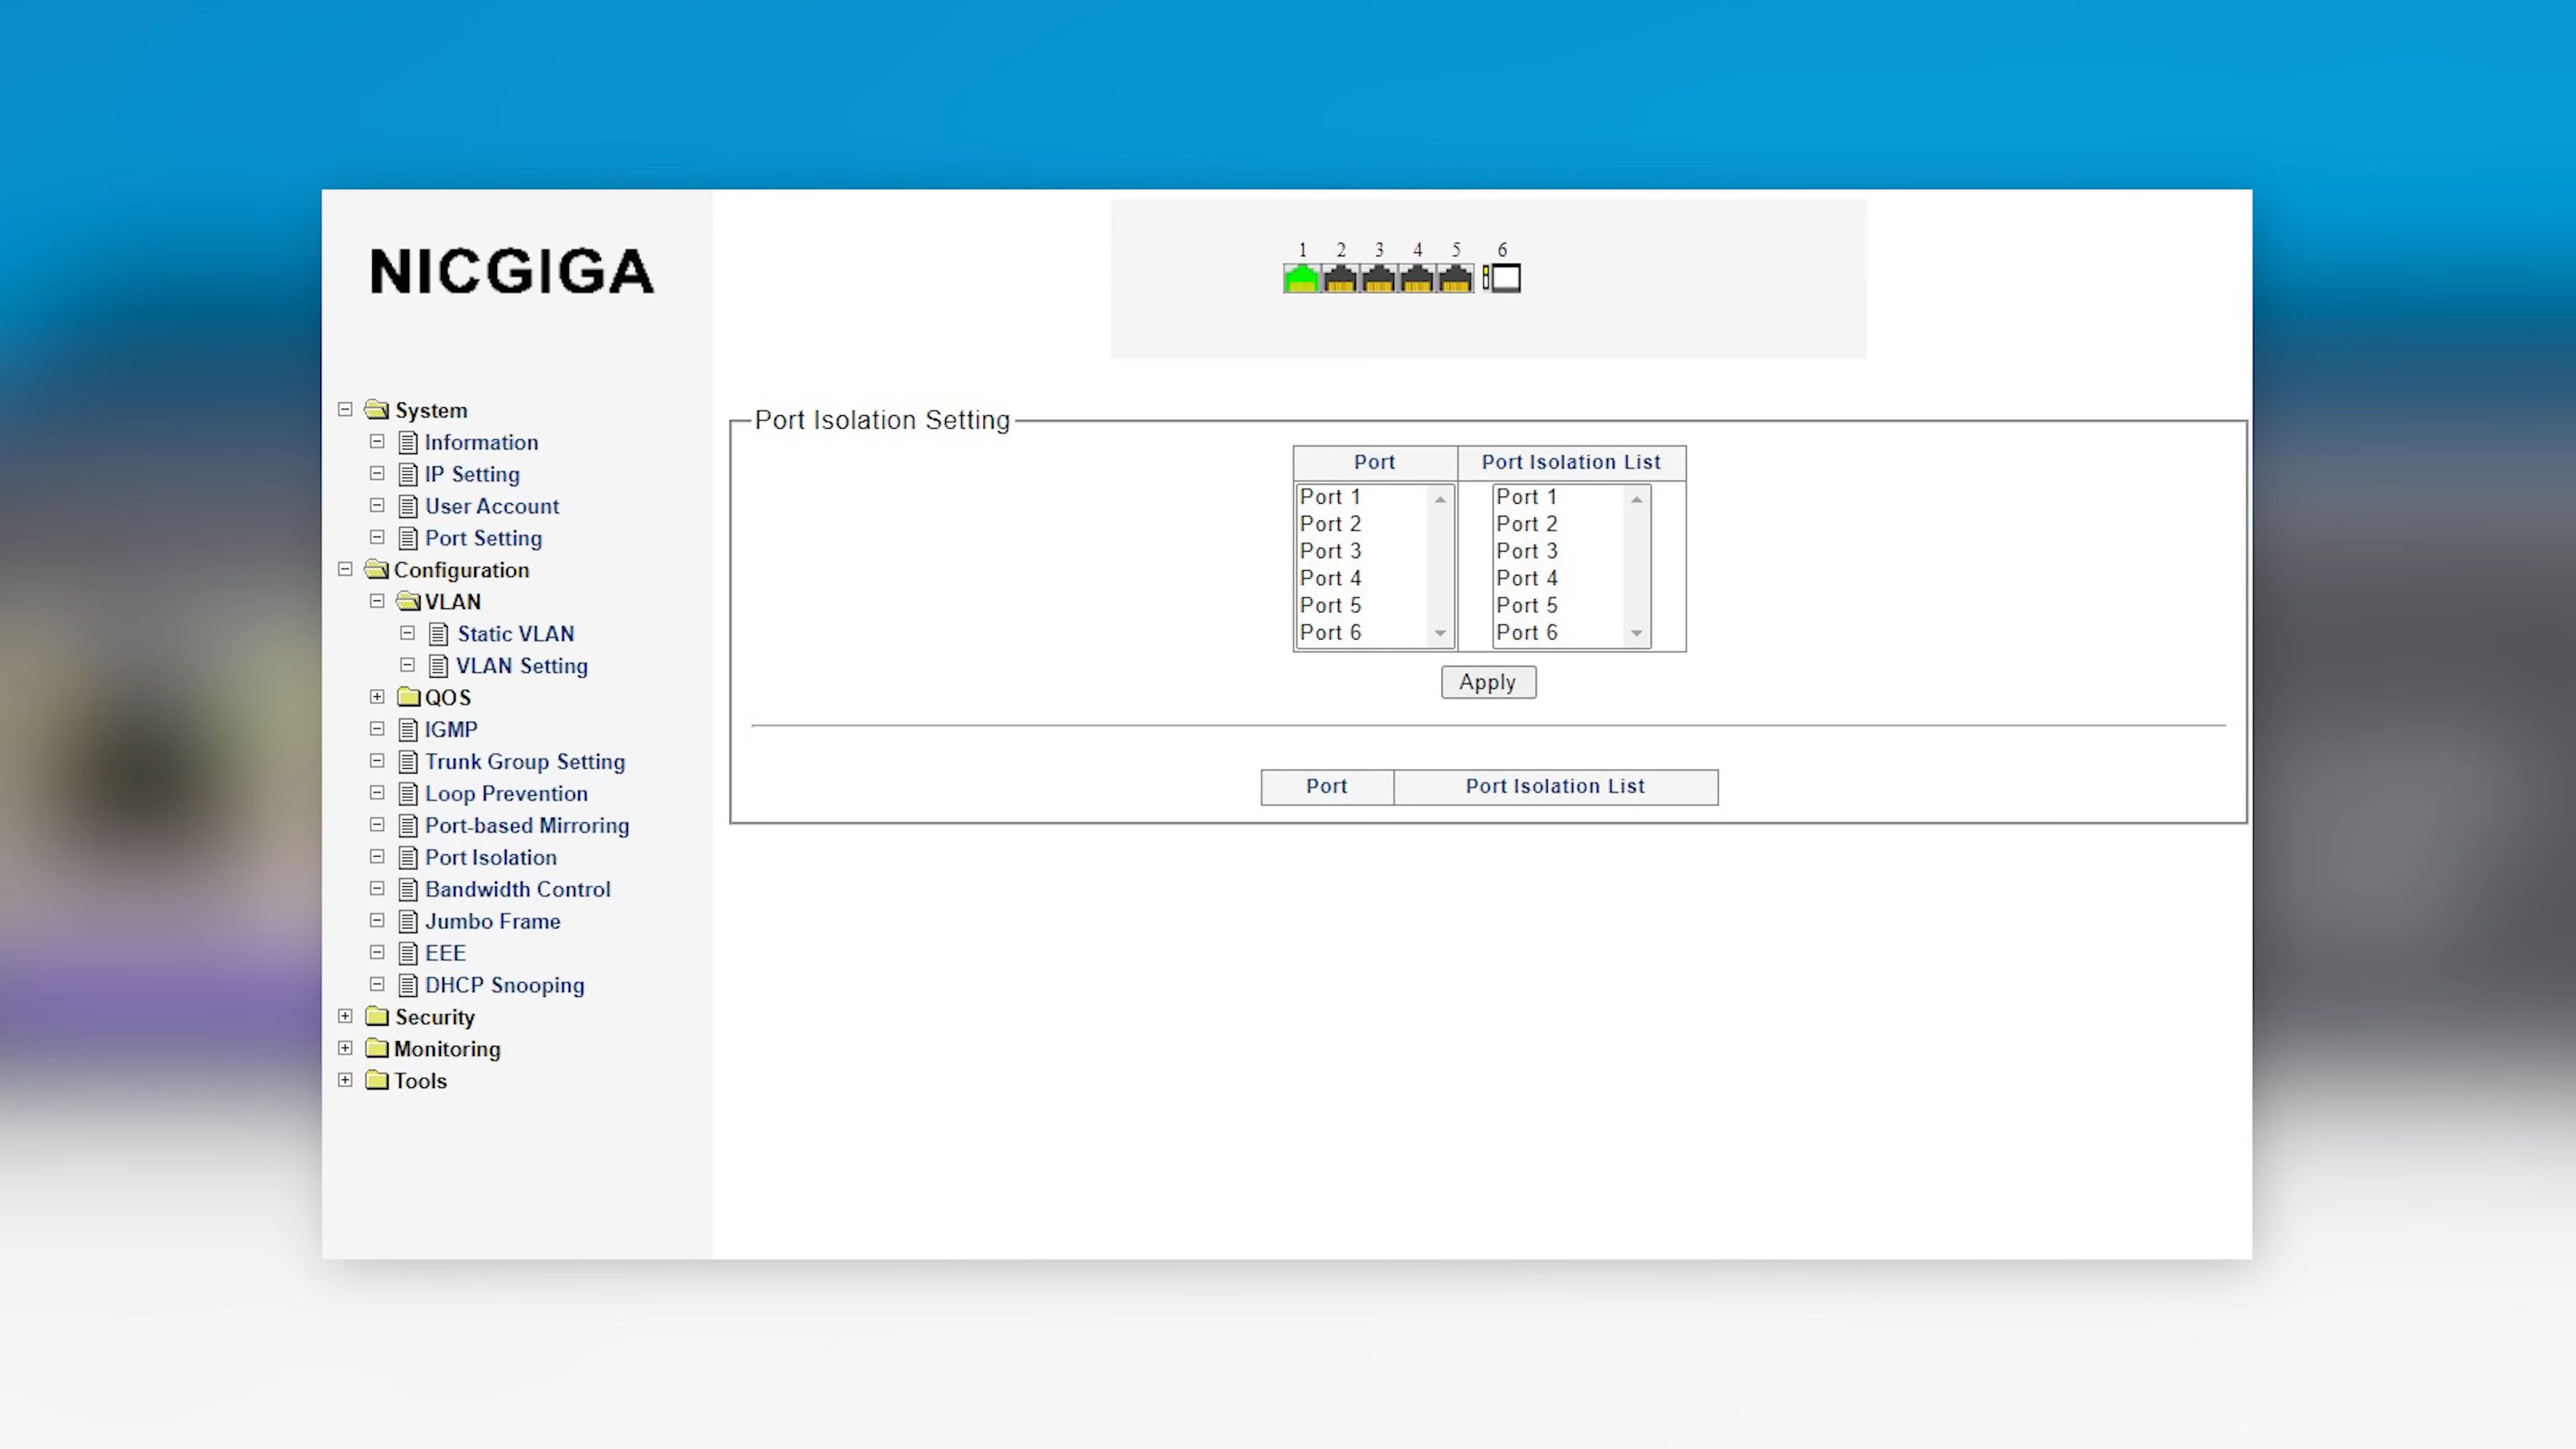 NICGIGA
1 2 3 4 5 6
System
Information
IP Setting
User Account
Port Setting
Configuration
VLAN
Static VLAN
VLAN Setting
QOS
IGMP
Trunk Group Setting
Loop Prevention
Port-based Mirroring
Port Isolation
Bandwidth Control
Jumbo Frame
EEE
DHCP Snooping
Security
Monitoring
Tools
Port Isolation Setting
Port Port Isolation List
Port 1 Port 1
Port 2 Port 2
Port 3 Port 3
Port 4 Port 4
Port 5 Port 5
Port 6 Port 6
Apply
Port Port Isolation List